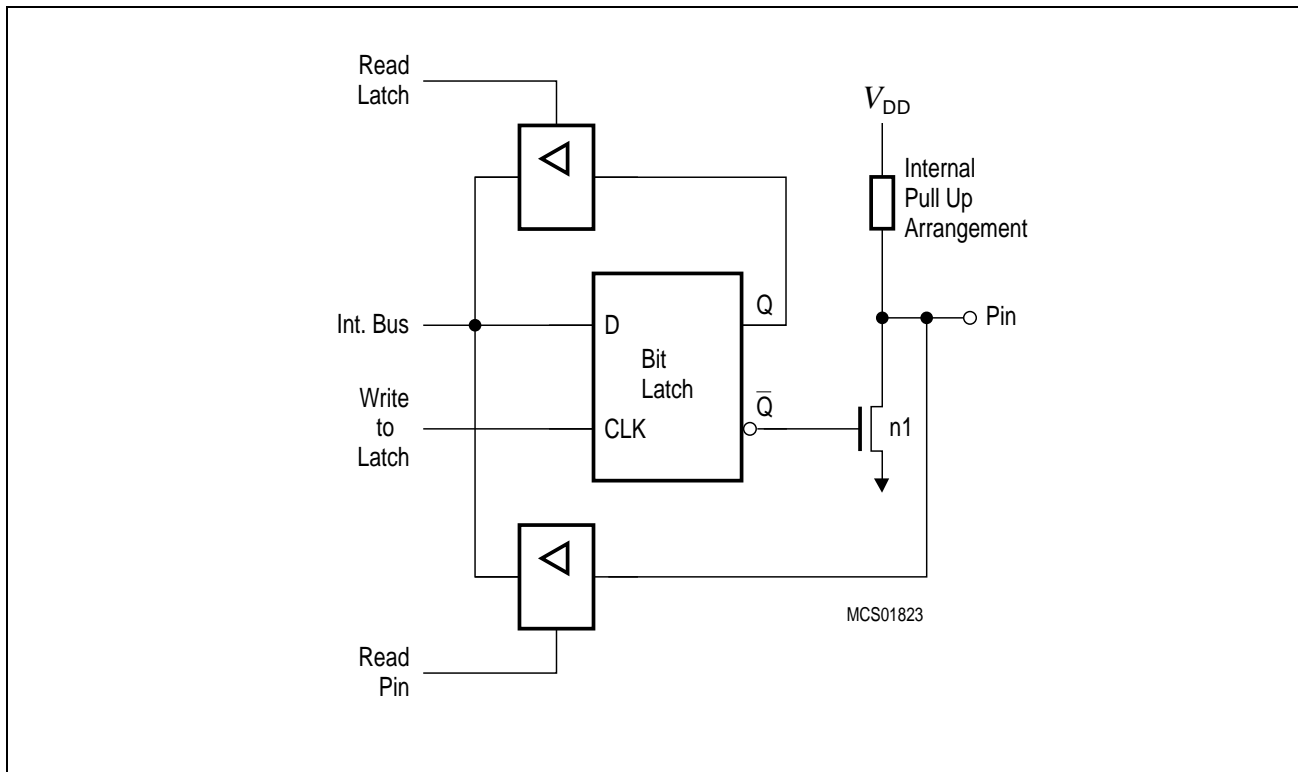 Read
Latch
V_DD
Internal
Pull Up
Arrangement
Q
Int. Bus
D
Pin
Bit
Latch
Write
to
Latch
CLK
Q̅
n1
MCS01823
Read
Pin